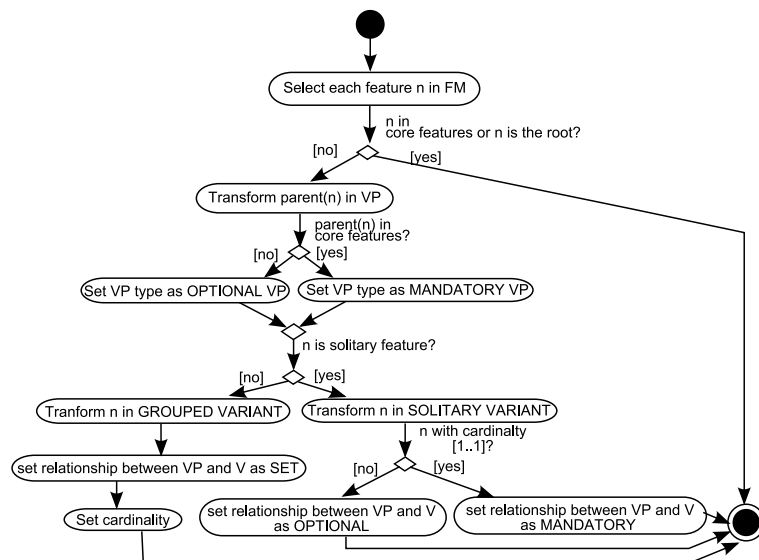 Select each feature n in FM
n in
core features or n is the root?
[no]
[yes]
Transform parent(n) in VP
parent(n) in
core features?
[no]
[yes]
Set VP type as OPTIONAL VP
Set VP type as MANDATORY VP
n is solitary feature?
[no]
[yes]
Tranform n in GROUPED VARIANT
Transform n in SOLITARY VARIANT
n with cardinalty
[1..1]?
set relationship between VP and V as SET
[no]
[yes]
Set cardinality
set relationship between VP and V
as OPTIONAL
set relationship between VP and V
as MANDATORY